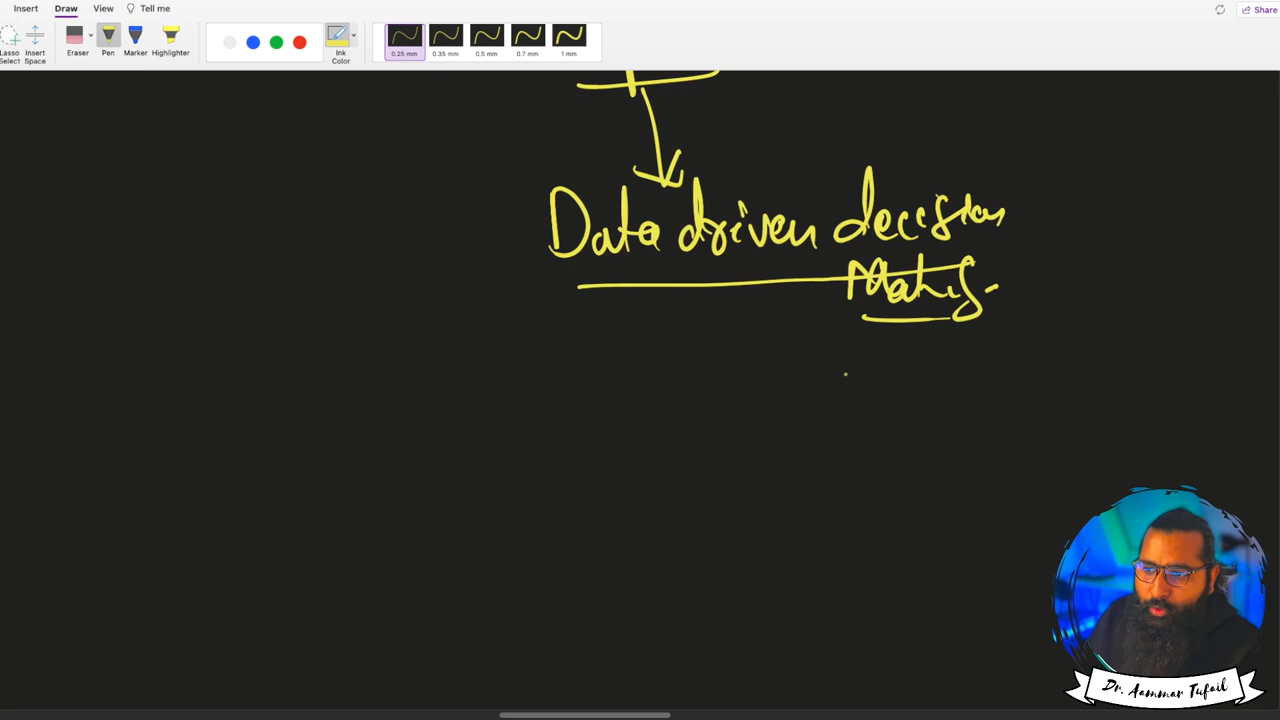 Insert Draw View Tell me
Share
Lasso Select
Insert Space
Eraser
Pen
Marker
Highlighter
Ink Color
0.25 mm
0.35 mm
0.5 mm
0.7 mm
1 mm
Data driven decision
Making.
Dr. Aammar Tufail